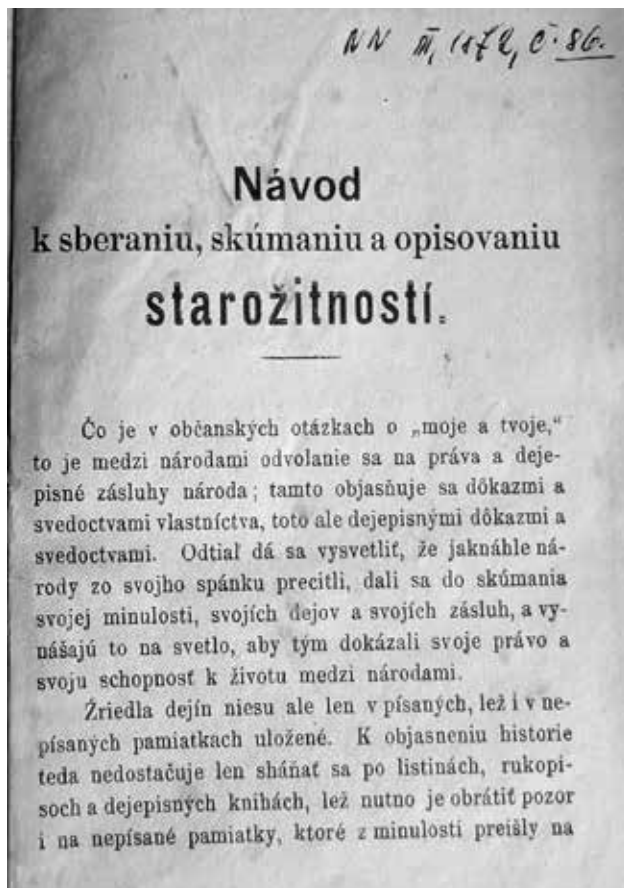 NN III, 1872, č. 86.
Návod
k sberaniu, skúmaniu a opisovaniu
starožitností.
Čo je v občanských otázkach o „moje a tvoje,“
to je medzi národami odvolanie sa na práva a deje-
pisné zásluhy národa; tamto objasňuje sa dôkazmi a
svedoctvami vlastníctva, toto ale dejepisnými dôkazmi a
svedoctvami. Odtiaľ dá sa vysvetliť, že jaknáhle ná-
rody zo svojho spánku precitli, dali sa do skúmania
svojej minulosti, svojích dejov a svojích zásluh, a vy-
nášajú to na svetlo, aby tým dokázali svoje právo a
svoju schopnosť k životu medzi národami.
Žriedla dejín niesu ale len v písaných, lež i v ne-
písaných pamiatkach uložené. K objasneniu historie
teda nedostačuje len sháňať sa po listinách, rukopi-
soch a dejepisných knihách, lež nutno je obrátiť pozor
i na nepísané pamiatky, ktoré z minulosti preišly na